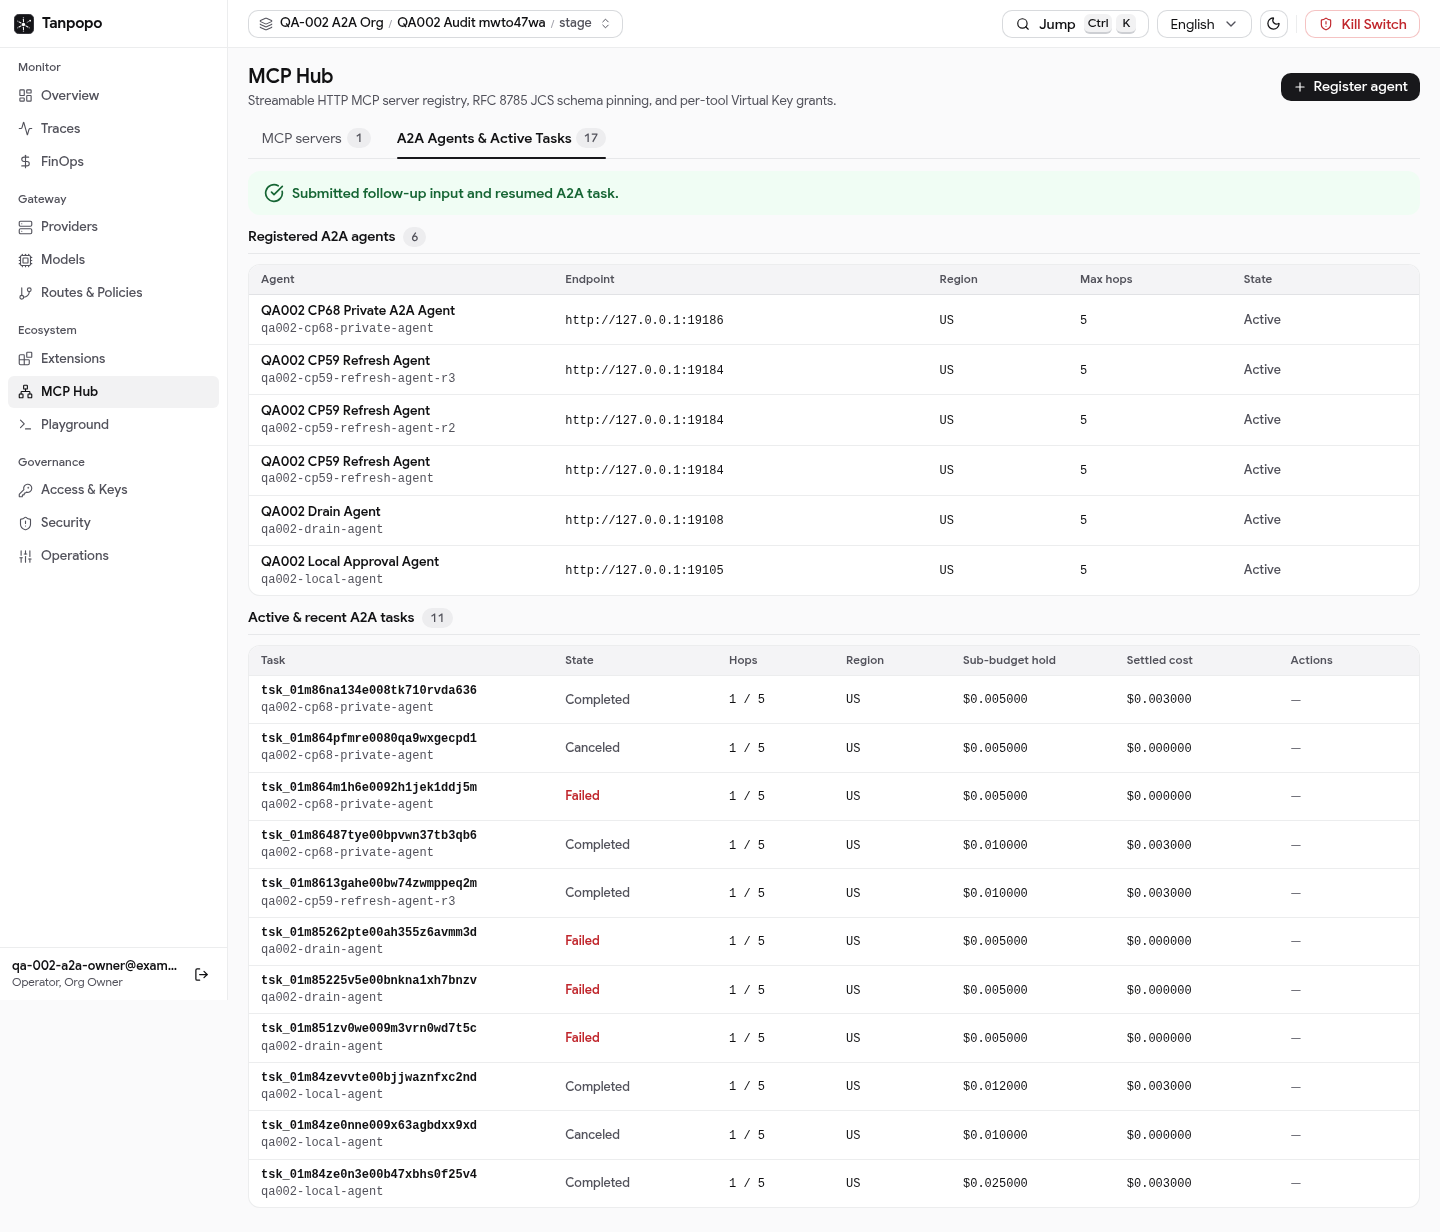 Tanpopo
QA-002 A2A Org / QA002 Audit mwto47wa / stage
Jump Ctrl K
English
Kill Switch
Monitor
Overview
Traces
FinOps
Gateway
Providers
Models
Routes & Policies
Ecosystem
Extensions
MCP Hub
Playground
Governance
Access & Keys
Security
Operations
qa-002-a2a-owner@exam...
Operator, Org Owner
MCP Hub
Streamable HTTP MCP server registry, RFC 8785 JCS schema pinning, and per-tool Virtual Key grants.
+ Register agent
MCP servers 1 A2A Agents & Active Tasks 17
Submitted follow-up input and resumed A2A task.
Registered A2A agents 6
Agent Endpoint Region Max hops State
QA002 CP68 Private A2A Agent
qa002-cp68-private-agent
http://127.0.0.1:19186 US 5 Active
QA002 CP59 Refresh Agent
qa002-cp59-refresh-agent-r3
http://127.0.0.1:19184 US 5 Active
QA002 CP59 Refresh Agent
qa002-cp59-refresh-agent-r2
http://127.0.0.1:19184 US 5 Active
QA002 CP59 Refresh Agent
qa002-cp59-refresh-agent
http://127.0.0.1:19184 US 5 Active
QA002 Drain Agent
qa002-drain-agent
http://127.0.0.1:19108 US 5 Active
QA002 Local Approval Agent
qa002-local-agent
http://127.0.0.1:19105 US 5 Active
Active & recent A2A tasks 11
Task State Hops Region Sub-budget hold Settled cost Actions
tsk_01m86na134e008tk710rvda636
qa002-cp68-private-agent
Completed 1 / 5 US $0.005000 $0.003000 —
tsk_01m864pfmre0080qa9wxgecpd1
qa002-cp68-private-agent
Canceled 1 / 5 US $0.005000 $0.000000 —
tsk_01m864m1h6e0092h1jek1ddj5m
qa002-cp68-private-agent
Failed 1 / 5 US $0.005000 $0.000000 —
tsk_01m86487tye00bpvwn37tb3qb6
qa002-cp68-private-agent
Completed 1 / 5 US $0.010000 $0.003000 —
tsk_01m8613gahe00bw74zwmppeq2m
qa002-cp59-refresh-agent-r3
Completed 1 / 5 US $0.010000 $0.003000 —
tsk_01m85262pte00ah355z6avmm3d
qa002-drain-agent
Failed 1 / 5 US $0.005000 $0.000000 —
tsk_01m85225v5e00bnkna1xh7bnzv
qa002-drain-agent
Failed 1 / 5 US $0.005000 $0.000000 —
tsk_01m851zv0we009m3vrn0wd7t5c
qa002-drain-agent
Failed 1 / 5 US $0.005000 $0.000000 —
tsk_01m84zevvte00bjjwaznfxc2nd
qa002-local-agent
Completed 1 / 5 US $0.012000 $0.003000 —
tsk_01m84ze0nne009x63agbdxx9xd
qa002-local-agent
Canceled 1 / 5 US $0.010000 $0.000000 —
tsk_01m84ze0n3e00b47xbhs0f25v4
qa002-local-agent
Completed 1 / 5 US $0.025000 $0.003000 —